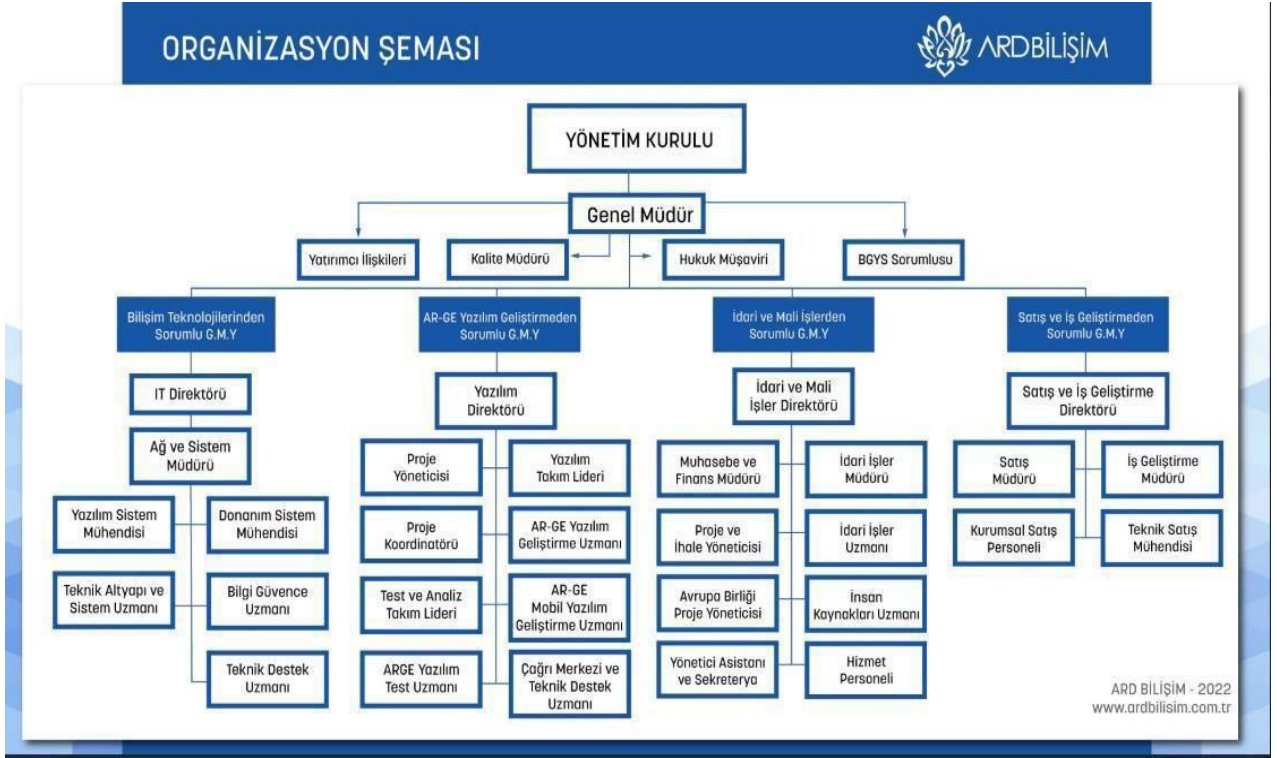 ORGANİZASYON ŞEMASI
ARDBİLİŞİM
YÖNETİM KURULU
Genel Müdür
Yatırımcı İlişkileri
Kalite Müdürü
Hukuk Müşaviri
BGYS Sorumlusu
Bilişim Teknolojilerinden
Sorumlu G.M.Y
AR-GE Yazılım Geliştirmeden
Sorumlu G.M.Y
İdari ve Mali İşlerden
Sorumlu G.M.Y
Satış ve İş Geliştirmeden
Sorumlu G.M.Y
IT Direktörü
Ağ ve Sistem
Müdürü
Yazılım Sistem
Mühendisi
Donanım Sistem
Mühendisi
Teknik Altyapı ve
Sistem Uzmanı
Bilgi Güvence
Uzmanı
Teknik Destek
Uzmanı
Yazılım
Direktörü
Proje
Yöneticisi
Yazılım
Takım Lideri
Proje
Koordinatörü
AR-GE Yazılım
Geliştirme Uzmanı
Test ve Analiz
Takım Lideri
AR-GE
Mobil Yazılım
Geliştirme Uzmanı
ARGE Yazılım
Test Uzmanı
Çağrı Merkezi ve
Teknik Destek
Uzmanı
İdari ve Mali
İşler Direktörü
Muhasebe ve
Finans Müdürü
İdari İşler
Müdürü
Proje ve
İhale Yöneticisi
İdari İşler
Uzmanı
Avrupa Birliği
Proje Yöneticisi
İnsan
Kaynakları Uzmanı
Yönetici Asistanı
ve Sekreterya
Hizmet
Personeli
Satış ve İş Geliştirme
Direktörü
Satış
Müdürü
İş Geliştirme
Müdürü
Kurumsal Satış
Personeli
Teknik Satış
Mühendisi
ARD BİLİŞİM - 2022
www.ardbilisim.com.tr